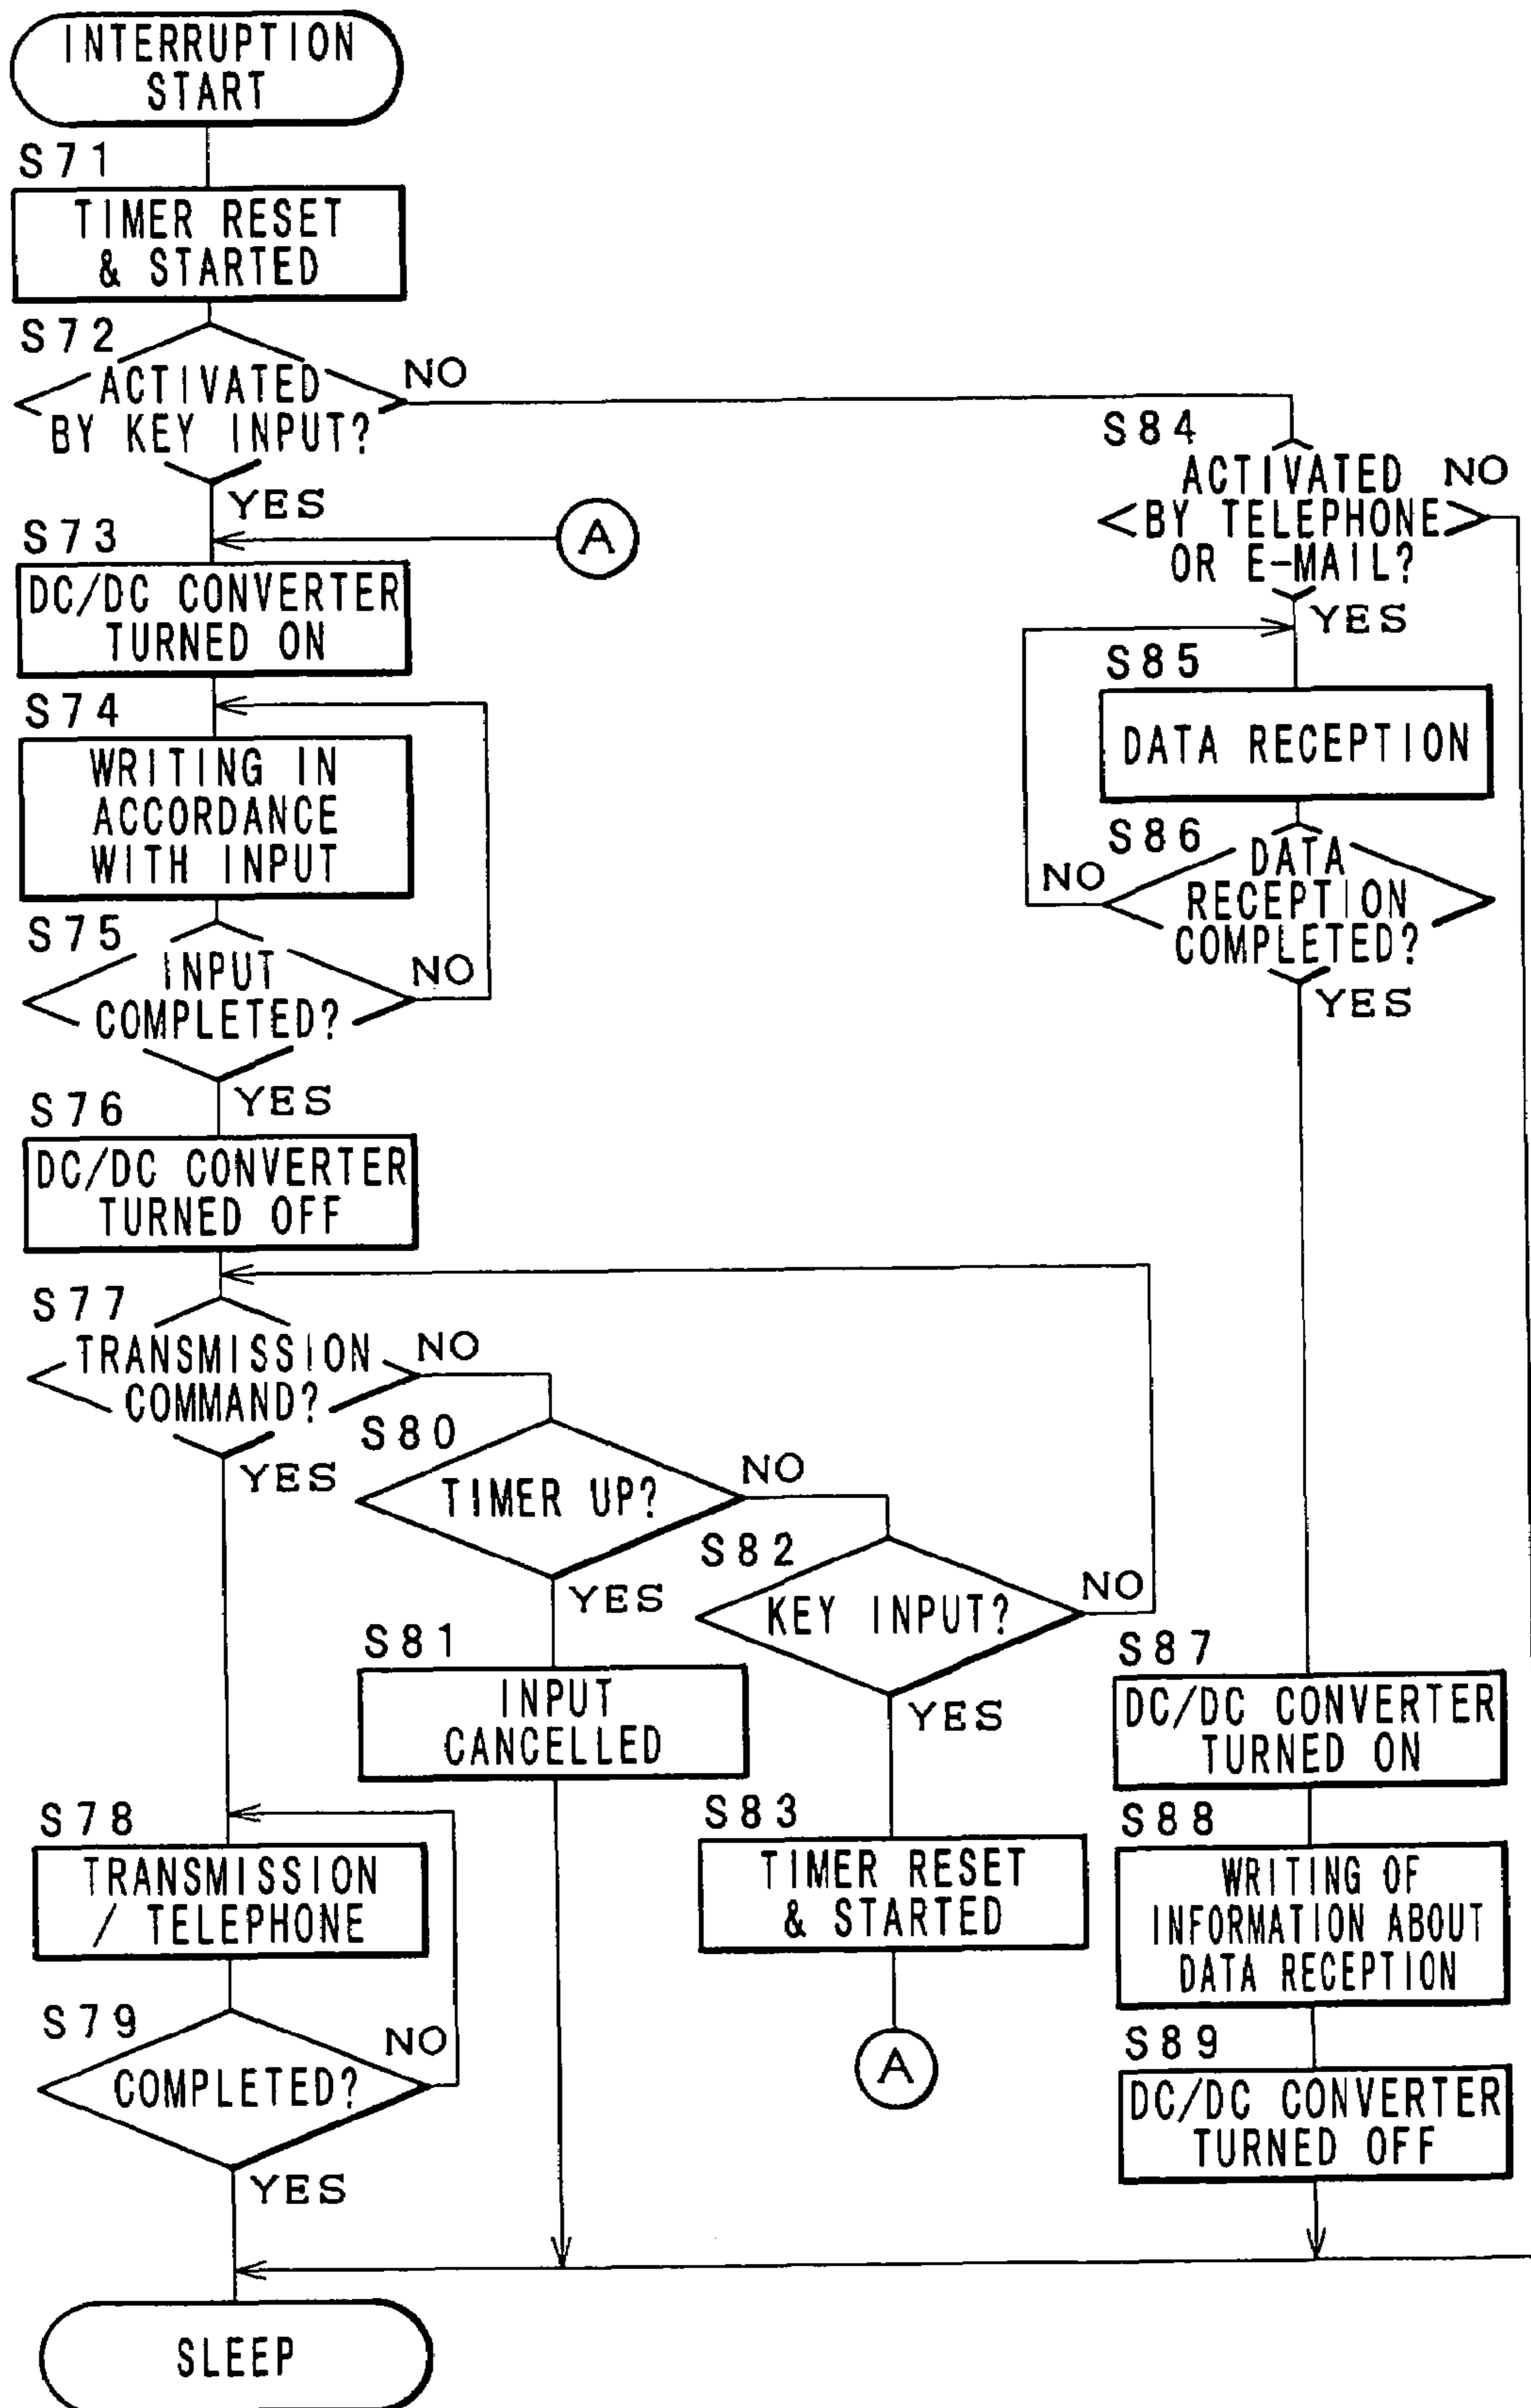 INTERRUPTION
START
S71
TIMER RESET
& STARTED
S72
ACTIVATED
BY KEY INPUT?
NO
YES
A
S73
DC/DC CONVERTER
TURNED ON
S74
WRITING IN
ACCORDANCE
WITH INPUT
S75
INPUT
COMPLETED?
NO
YES
S76
DC/DC CONVERTER
TURNED OFF
S77
TRANSMISSION
COMMAND?
NO
YES
S78
TRANSMISSION
/ TELEPHONE
S79
COMPLETED?
NO
YES
SLEEP
S80
TIMER UP?
NO
YES
S81
INPUT
CANCELLED
S82
KEY INPUT?
NO
YES
S83
TIMER RESET
& STARTED
A
S84
ACTIVATED
BY TELEPHONE
OR E-MAIL?
NO
YES
S85
DATA RECEPTION
S86
DATA
RECEPTION
COMPLETED?
NO
YES
S87
DC/DC CONVERTER
TURNED ON
S88
WRITING OF
INFORMATION ABOUT
DATA RECEPTION
S89
DC/DC CONVERTER
TURNED OFF